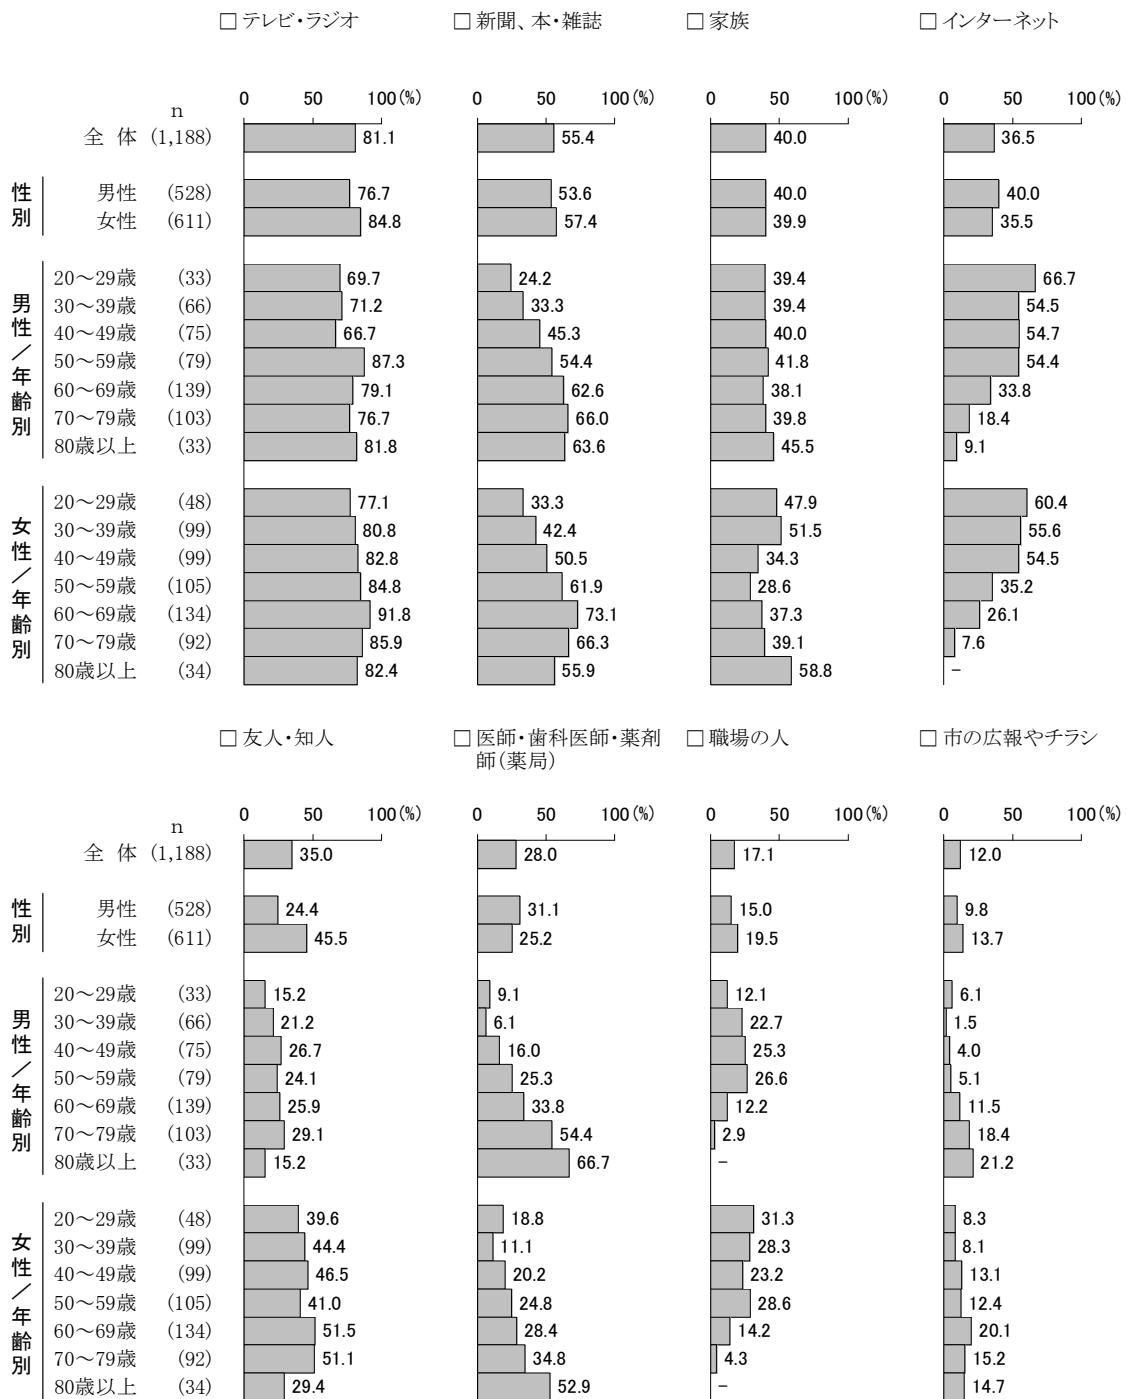 □ テレビ・ラジオ □ 新聞、本・雑誌 □ 家族 □ インターネット
0 50 100(%) 0 50 100(%) 0 50 100(%) 0 50 100(%)
n
全 体 (1,188) 81.1 55.4 40.0 36.5
性別
男性 (528) 76.7 53.6 40.0 40.0
女性 (611) 84.8 57.4 39.9 35.5
男性／年齢別
20～29歳 (33) 69.7 24.2 39.4 66.7
30～39歳 (66) 71.2 33.3 39.4 54.5
40～49歳 (75) 66.7 45.3 40.0 54.7
50～59歳 (79) 87.3 54.4 41.8 54.4
60～69歳 (139) 79.1 62.6 38.1 33.8
70～79歳 (103) 76.7 66.0 39.8 18.4
80歳以上 (33) 81.8 63.6 45.5 9.1
女性／年齢別
20～29歳 (48) 77.1 33.3 47.9 60.4
30～39歳 (99) 80.8 42.4 51.5 55.6
40～49歳 (99) 82.8 50.5 34.3 54.5
50～59歳 (105) 84.8 61.9 28.6 35.2
60～69歳 (134) 91.8 73.1 37.3 26.1
70～79歳 (92) 85.9 66.3 39.1 7.6
80歳以上 (34) 82.4 55.9 58.8 －
□ 友人・知人 □ 医師・歯科医師・薬剤師(薬局) □ 職場の人 □ 市の広報やチラシ
0 50 100(%) 0 50 100(%) 0 50 100(%) 0 50 100(%)
n
全 体 (1,188) 35.0 28.0 17.1 12.0
性別
男性 (528) 24.4 31.1 15.0 9.8
女性 (611) 45.5 25.2 19.5 13.7
男性／年齢別
20～29歳 (33) 15.2 9.1 12.1 6.1
30～39歳 (66) 21.2 6.1 22.7 1.5
40～49歳 (75) 26.7 16.0 25.3 4.0
50～59歳 (79) 24.1 25.3 26.6 5.1
60～69歳 (139) 25.9 33.8 12.2 11.5
70～79歳 (103) 29.1 54.4 2.9 18.4
80歳以上 (33) 15.2 66.7 － 21.2
女性／年齢別
20～29歳 (48) 39.6 18.8 31.3 8.3
30～39歳 (99) 44.4 11.1 28.3 8.1
40～49歳 (99) 46.5 20.2 23.2 13.1
50～59歳 (105) 41.0 24.8 28.6 12.4
60～69歳 (134) 51.5 28.4 14.2 20.1
70～79歳 (92) 51.1 34.8 4.3 15.2
80歳以上 (34) 29.4 52.9 － 14.7